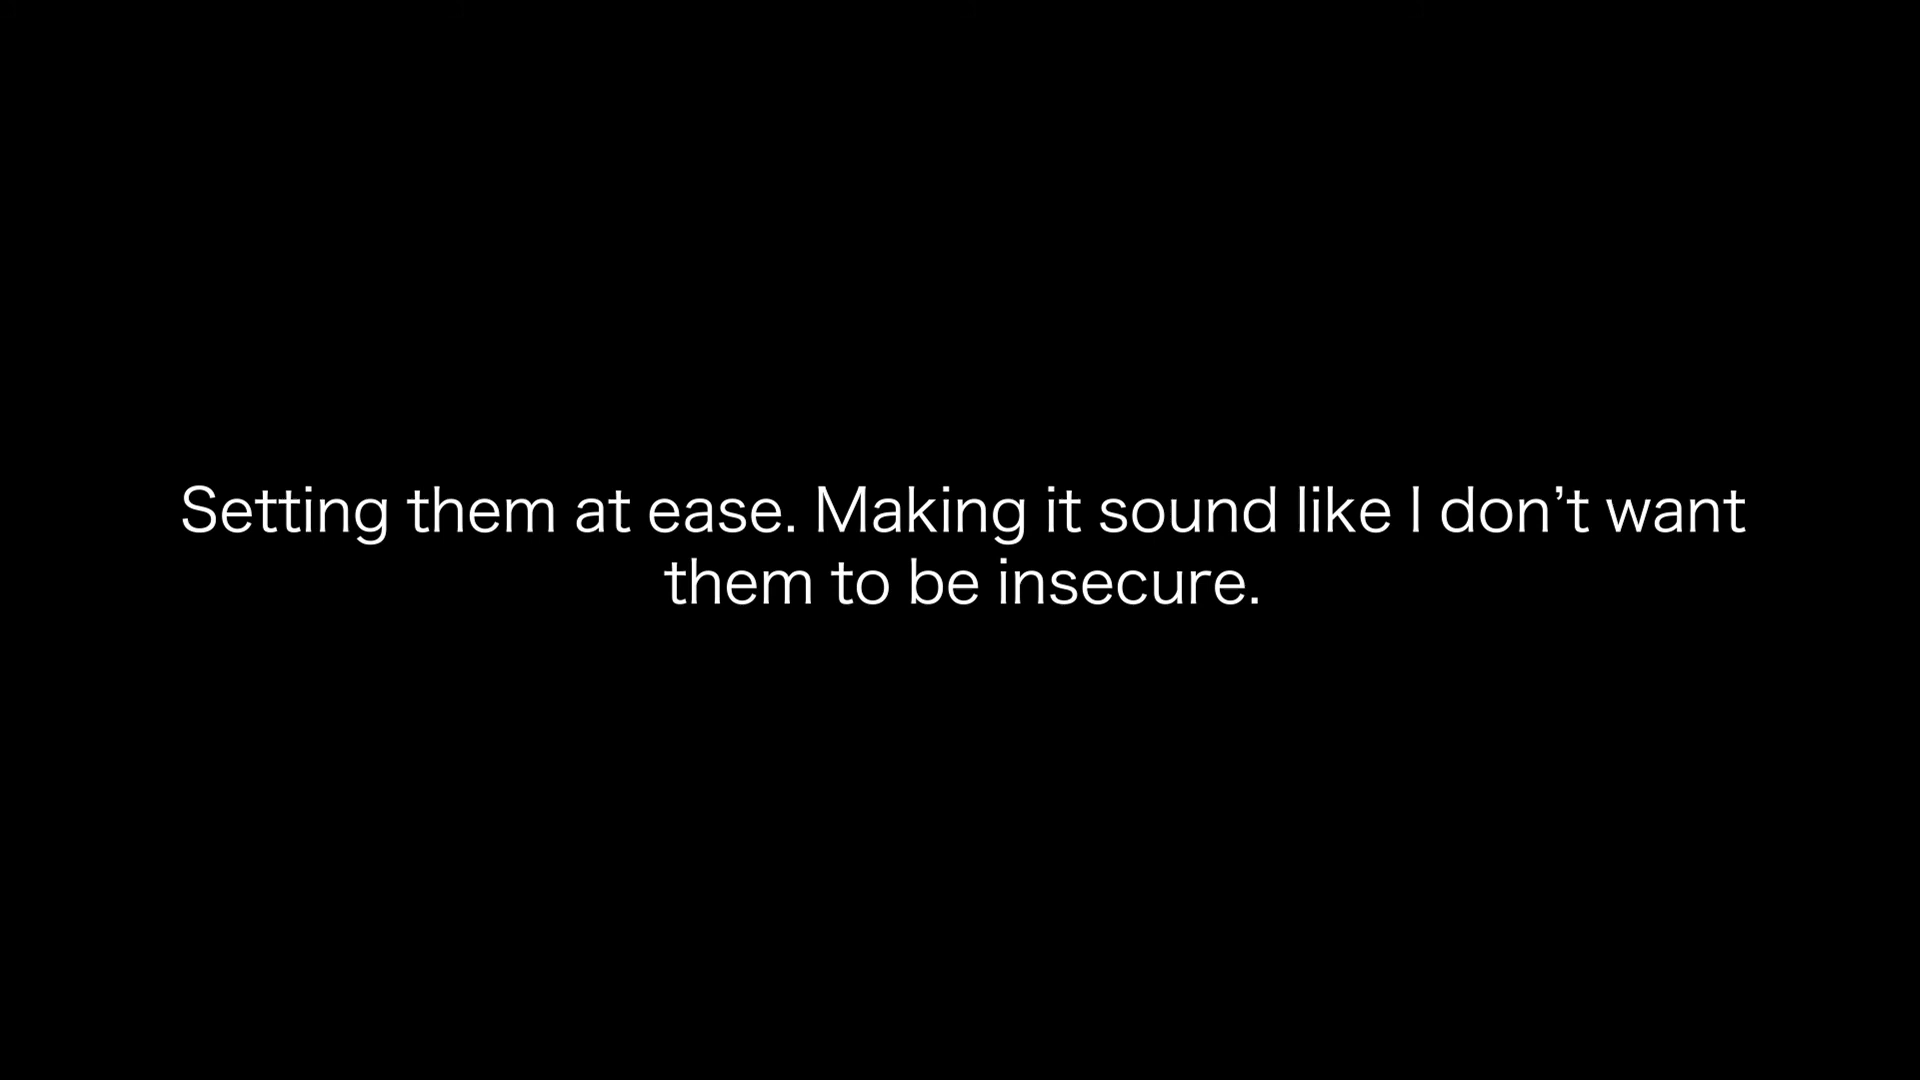 Setting them at ease. Making it sound like I don’t want
them to be insecure.